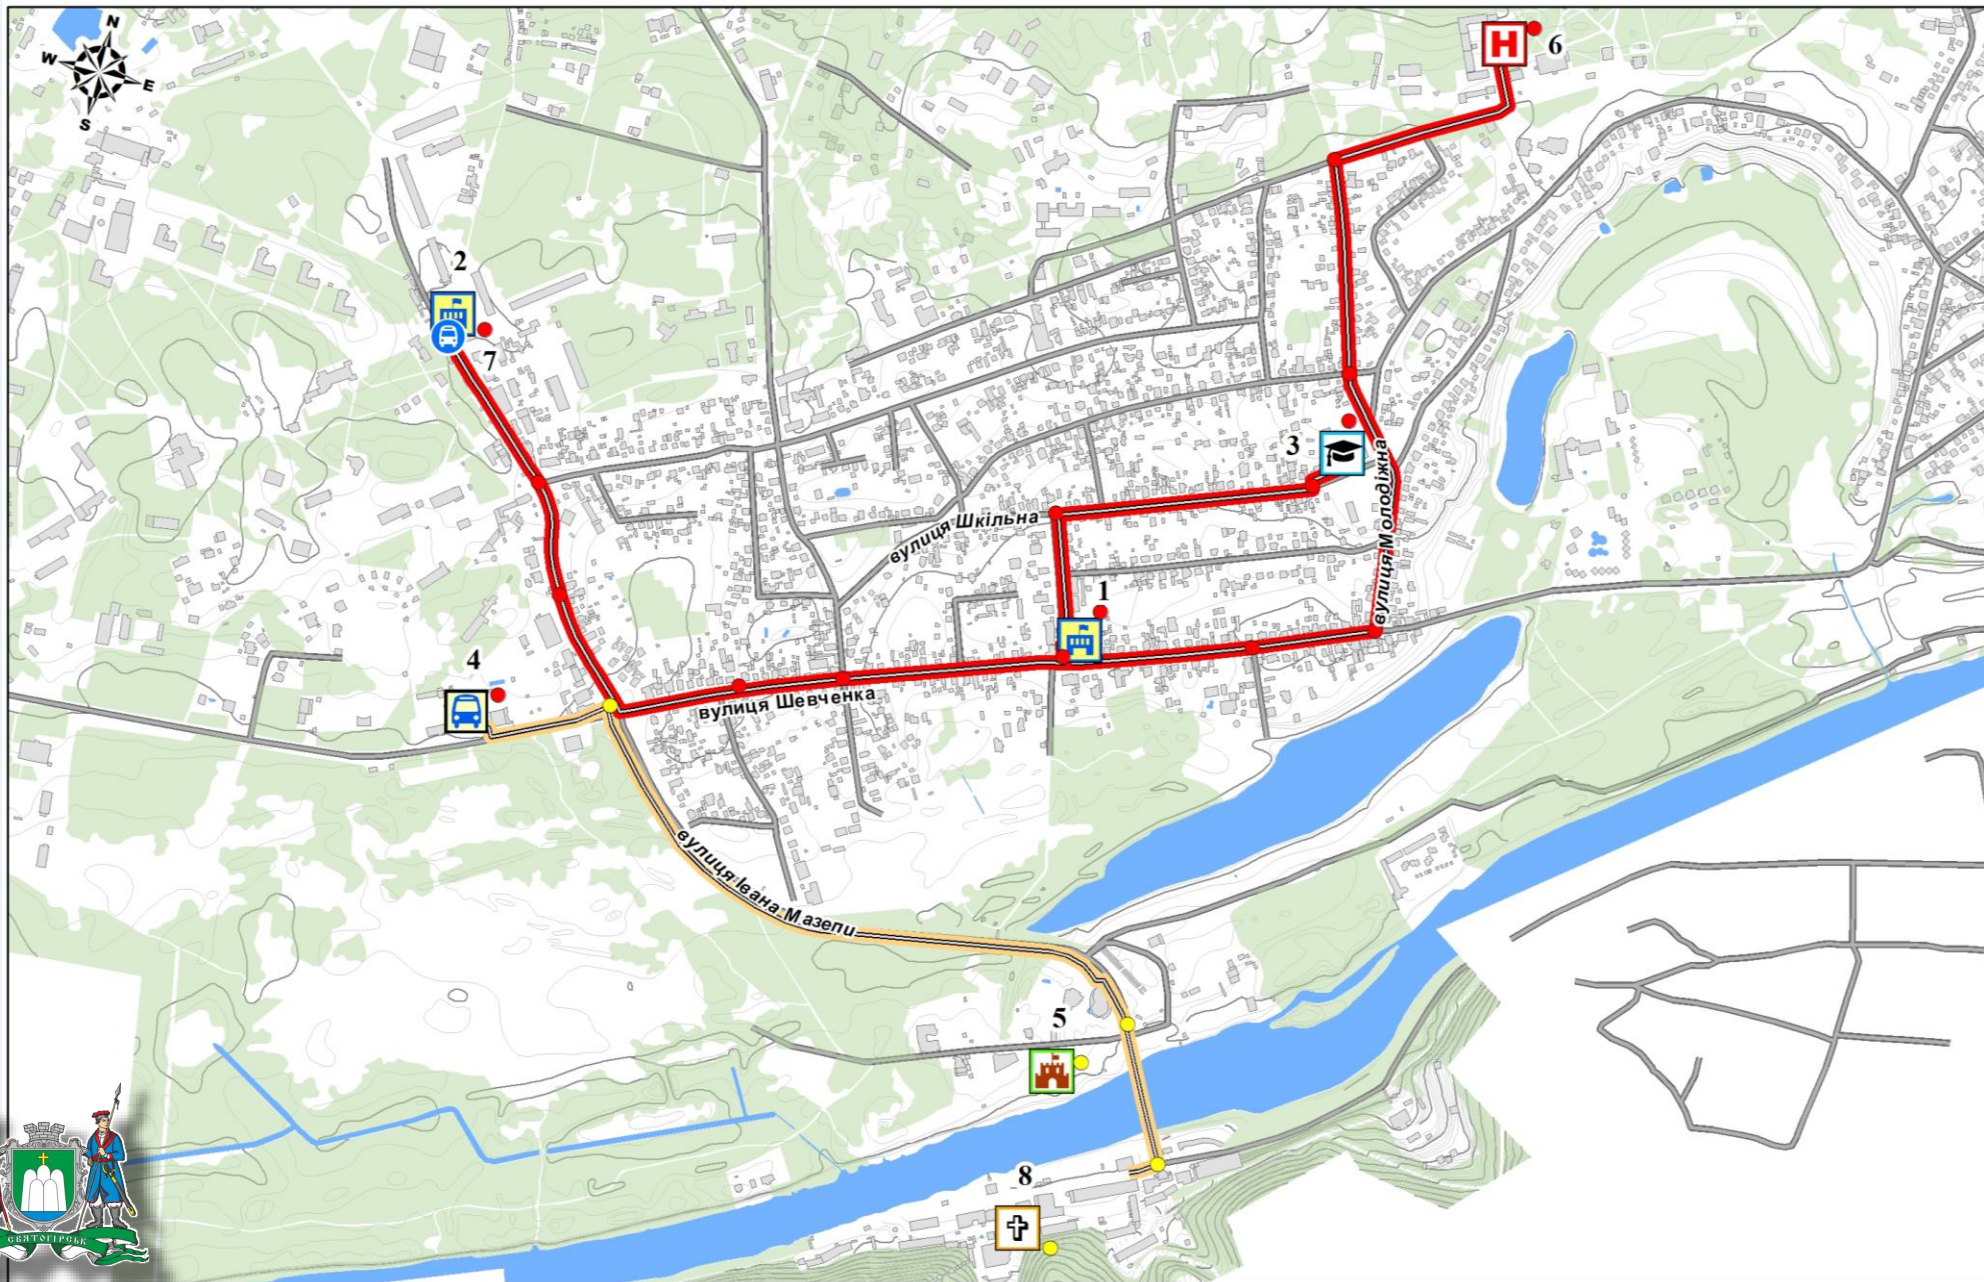 N
W
E
S
H
6
2
7
3
вулиця Молодіжна
вулиця Шкільна
1
4
вулиця Шевченка
вулиця Івана Мазепи
5
8
СВЯТОГІРСЬК